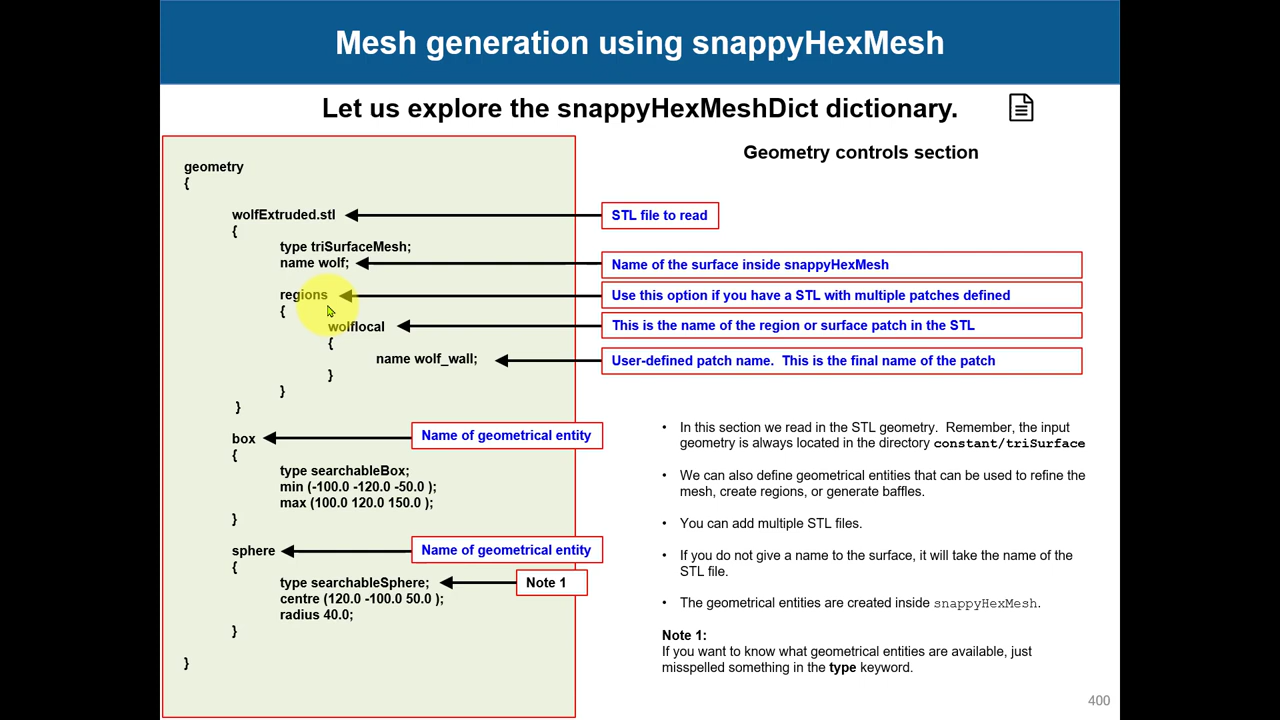 Mesh generation using snappyHexMesh
Let us explore the snappyHexMeshDict dictionary.
geometry
{
wolfExtruded.stl
{
type triSurfaceMesh;
name wolf;
regions
{
wolflocal
{
name wolf_wall;
}
}
}
box
{
type searchableBox;
min (-100.0 -120.0 -50.0 );
max (100.0 120.0 150.0 );
}
sphere
{
type searchableSphere;
centre (120.0 -100.0 50.0 );
radius 40.0;
}
}
STL file to read
Name of the surface inside snappyHexMesh
Use this option if you have a STL with multiple patches defined
This is the name of the region or surface patch in the STL
User-defined patch name.  This is the final name of the patch
Name of geometrical entity
Name of geometrical entity
Note 1
Geometry controls section
• In this section we read in the STL geometry.  Remember, the input
geometry is always located in the directory constant/triSurface
• We can also define geometrical entities that can be used to refine the
mesh, create regions, or generate baffles.
• You can add multiple STL files.
• If you do not give a name to the surface, it will take the name of the
STL file.
• The geometrical entities are created inside snappyHexMesh.
Note 1:
If you want to know what geometrical entities are available, just
misspelled something in the type keyword.
400